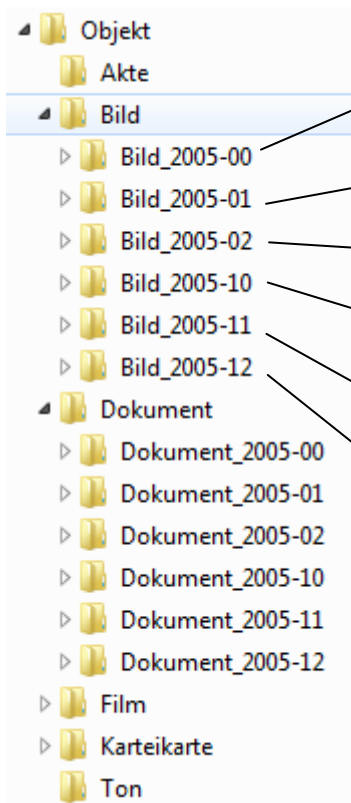 Objekt
Akte
Bild
Bild_2005-00
Bild_2005-01
Bild_2005-02
Bild_2005-10
Bild_2005-11
Bild_2005-12
Dokument
Dokument_2005-00
Dokument_2005-01
Dokument_2005-02
Dokument_2005-10
Dokument_2005-11
Dokument_2005-12
Film
Karteikarte
Ton